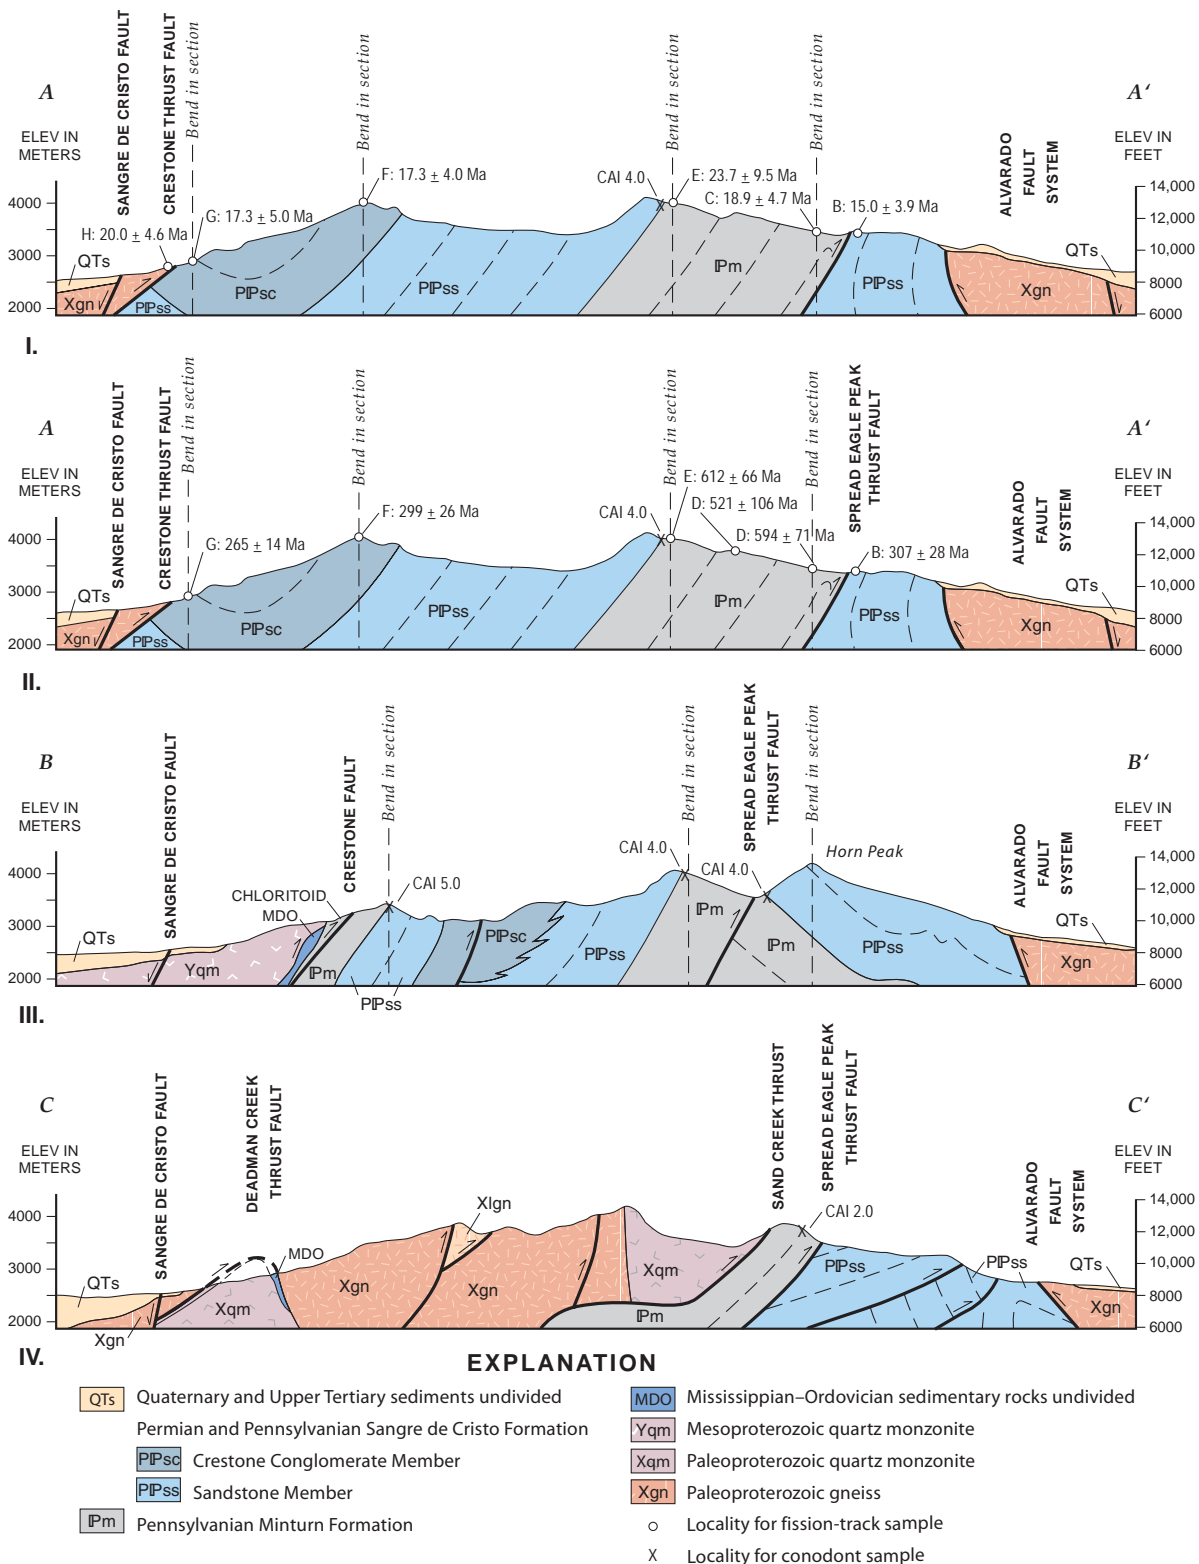 SANGRE DE CRISTO FAULT
CRESTONE THRUST FAULT
Bend in section
Bend in section
Bend in section
Bend in section
A
A'
ELEV IN
METERS
ELEV IN
FEET
ALVARADO
FAULT
SYSTEM
F: 17.3 ± 4.0 Ma
CAI 4.0
E: 23.7 ± 9.5 Ma
C: 18.9 ± 4.7 Ma
B: 15.0 ± 3.9 Ma
G: 17.3 ± 5.0 Ma
H: 20.0 ± 4.6 Ma
4000
3000
2000
14,000
12,000
10,000
8000
6000
QTs
Xgn
PIPss
PIPsc
PIPss
IPm
PIPss
Xgn
QTs
I.
SANGRE DE CRISTO FAULT
CRESTONE THRUST FAULT
Bend in section
Bend in section
Bend in section
Bend in section
SPREAD EAGLE PEAK
THRUST FAULT
A
A'
ELEV IN
METERS
ELEV IN
FEET
ALVARADO
FAULT
SYSTEM
E: 612 ± 66 Ma
D: 521 ± 106 Ma
F: 299 ± 26 Ma
CAI 4.0
D: 594 ± 71 Ma
G: 265 ± 14 Ma
B: 307 ± 28 Ma
4000
3000
2000
14,000
12,000
10,000
8000
6000
QTs
Xgn
PIPss
PIPsc
PIPss
IPm
PIPss
Xgn
QTs
II.
SANGRE DE CRISTO FAULT
CRESTONE FAULT
Bend in section
Bend in section
SPREAD EAGLE PEAK
THRUST FAULT
Bend in section
B
B'
ELEV IN
METERS
ELEV IN
FEET
ALVARADO
FAULT
SYSTEM
CAI 4.0
CAI 4.0
Horn Peak
CHLORITOID
MDO
CAI 5.0
4000
3000
2000
14,000
12,000
10,000
8000
6000
QTs
Yqm
IPm
PIPss
PIPsc
PIPss
IPm
IPm
PIPss
Xgn
QTs
III.
SANGRE DE CRISTO FAULT
DEADMAN CREEK
THRUST FAULT
SAND CREEK THRUST
SPREAD EAGLE PEAK
THRUST FAULT
C
C'
ELEV IN
METERS
ELEV IN
FEET
ALVARADO
FAULT
SYSTEM
Xlgn
CAI 2.0
MDO
4000
3000
2000
14,000
12,000
10,000
8000
6000
QTs
Xgn
Xqm
Xgn
Xgn
Xqm
IPm
PIPss
PIPss
QTs
Xgn
IV.
EXPLANATION
QTs Quaternary and Upper Tertiary sediments undivided
Permian and Pennsylvanian Sangre de Cristo Formation
PIPsc Crestone Conglomerate Member
PIPss Sandstone Member
IPm Pennsylvanian Minturn Formation
MDO Mississippian–Ordovician sedimentary rocks undivided
Yqm Mesoproterozoic quartz monzonite
Xqm Paleoproterozoic quartz monzonite
Xgn Paleoproterozoic gneiss
o Locality for fission-track sample
X Locality for conodont sample